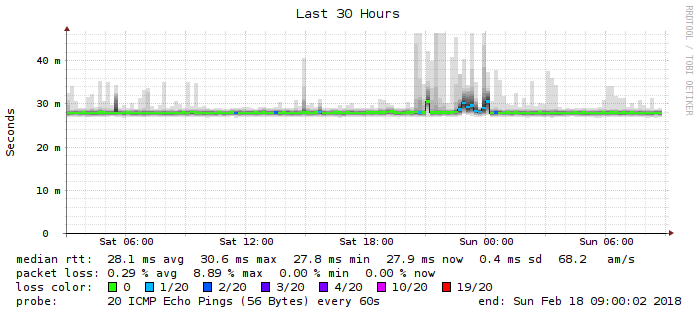 Last 30 Hours
RRDTOOL / TOBI OETIKER
Seconds
40 m
30 m
20 m
10 m
0
Sat 06:00 Sat 12:00 Sat 18:00 Sun 00:00 Sun 06:00
median rtt: 28.1 ms avg 30.6 ms max 27.8 ms min 27.9 ms now 0.4 ms sd 68.2 am/s
packet loss: 0.29 % avg 8.89 % max 0.00 % min 0.00 % now
loss color: 0 1/20 2/20 3/20 4/20 10/20 19/20
probe: 20 ICMP Echo Pings (56 Bytes) every 60s end: Sun Feb 18 09:00:02 2018